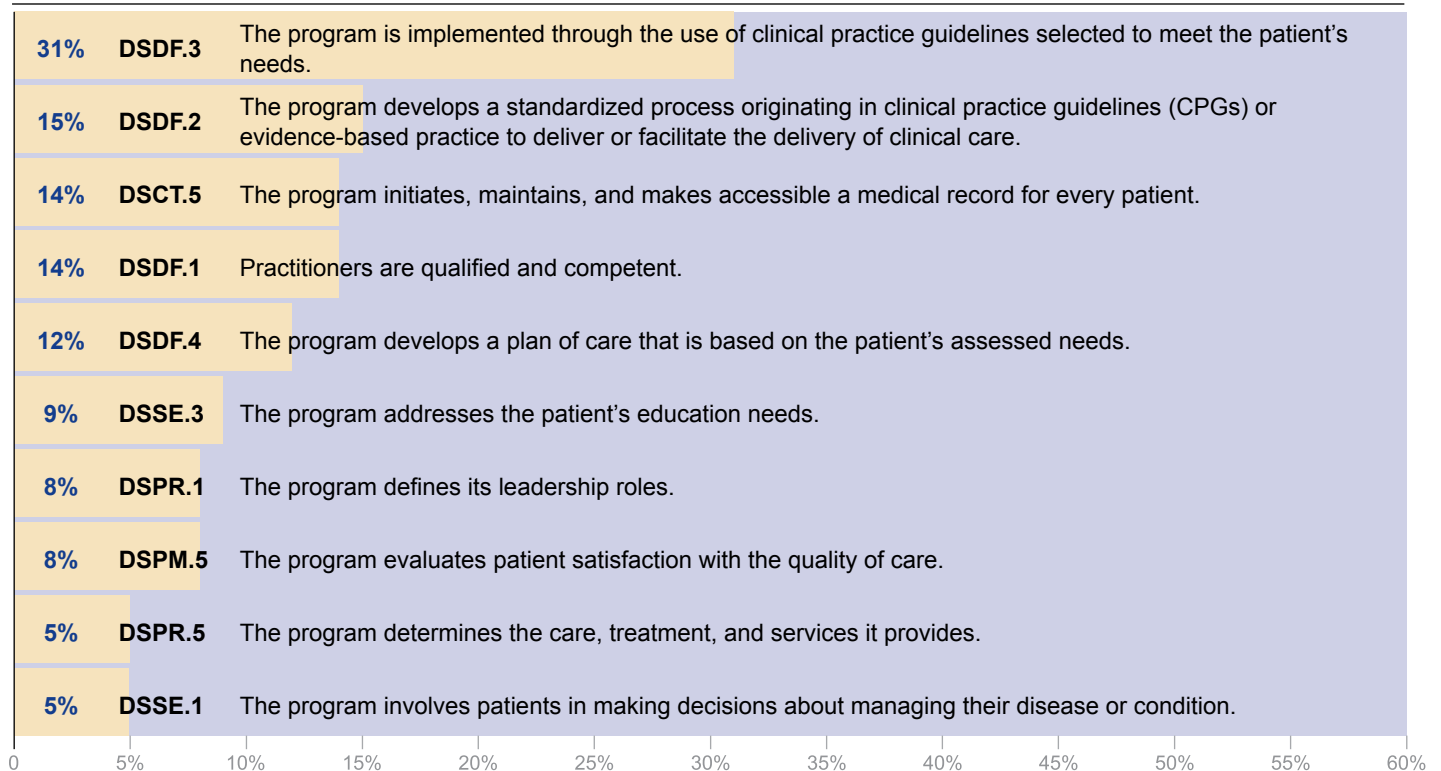 31% DSDF.3 The program is implemented through the use of clinical practice guidelines selected to meet the patient’s
needs.
15% DSDF.2 The program develops a standardized process originating in clinical practice guidelines (CPGs) or
evidence-based practice to deliver or facilitate the delivery of clinical care.
14% DSCT.5 The program initiates, maintains, and makes accessible a medical record for every patient.
14% DSDF.1 Practitioners are qualified and competent.
12% DSDF.4 The program develops a plan of care that is based on the patient’s assessed needs.
9% DSSE.3 The program addresses the patient’s education needs.
8% DSPR.1 The program defines its leadership roles.
8% DSPM.5 The program evaluates patient satisfaction with the quality of care.
5% DSPR.5 The program determines the care, treatment, and services it provides.
5% DSSE.1 The program involves patients in making decisions about managing their disease or condition.
0 5% 10% 15% 20% 25% 30% 35% 40% 45% 50% 55% 60%